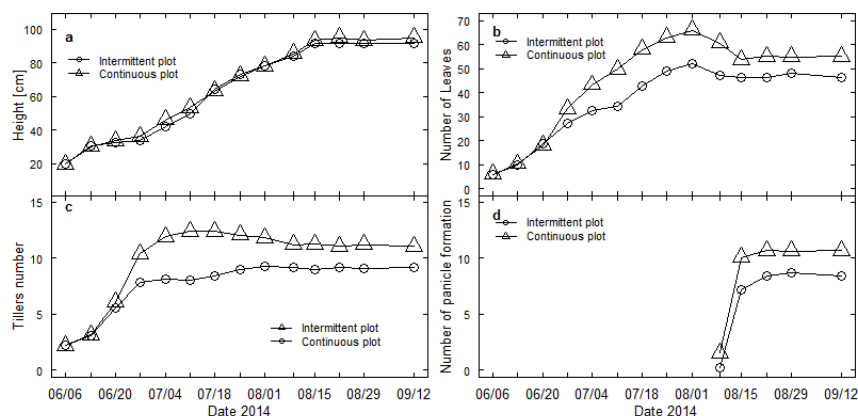 a
Intermittent plot
Continuous plot
Height [cm]
100
80
60
40
20
b
Intermittent plot
Continuous plot
Number of Leaves
70
60
50
40
30
20
10
0
c
Intermittent plot
Continuous plot
Tillers number
15
10
5
0
06/06 06/20 07/04 07/18 08/01 08/15 08/29 09/12
Date 2014
d
Intermittent plot
Continuous plot
Number of panicle formation
15
10
5
0
06/06 06/20 07/04 07/18 08/01 08/15 08/29 09/12
Date 2014